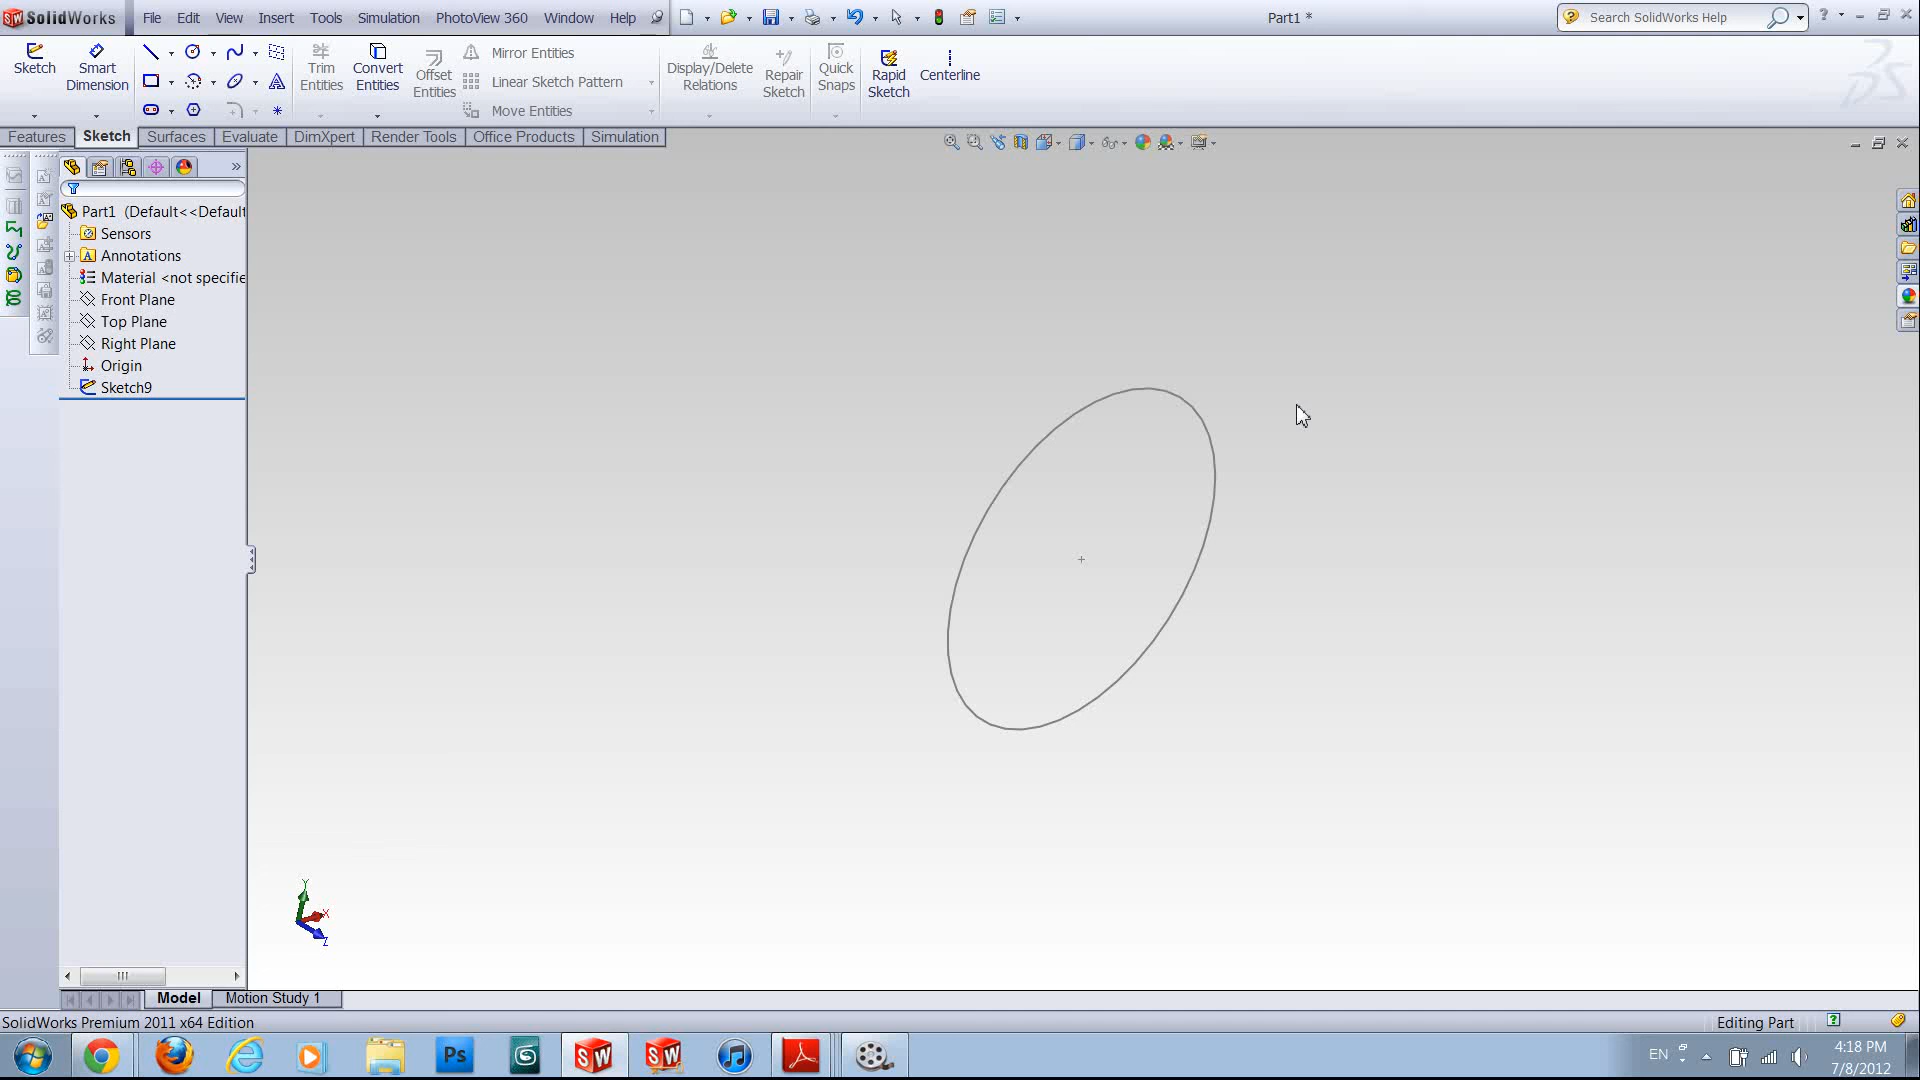 SolidWorks File Edit View Insert Tools Simulation PhotoView 360 Window Help Part1 * Search SolidWorks Help
Sketch Smart Dimension Trim Entities Convert Entities Offset Entities Mirror Entities
Linear Sketch Pattern
Move Entities
Display/Delete Relations Repair Sketch Quick Snaps Rapid Sketch Centerline
Features Sketch Surfaces Evaluate DimXpert Render Tools Office Products Simulation
Part1 (Default<<Default
Sensors
Annotations
Material <not specifie
Front Plane
Top Plane
Right Plane
Origin
Sketch9
Y
X
Z
Model Motion Study 1
SolidWorks Premium 2011 x64 Edition Editing Part
Ps SW SW EN 4:18 PM
7/8/2012